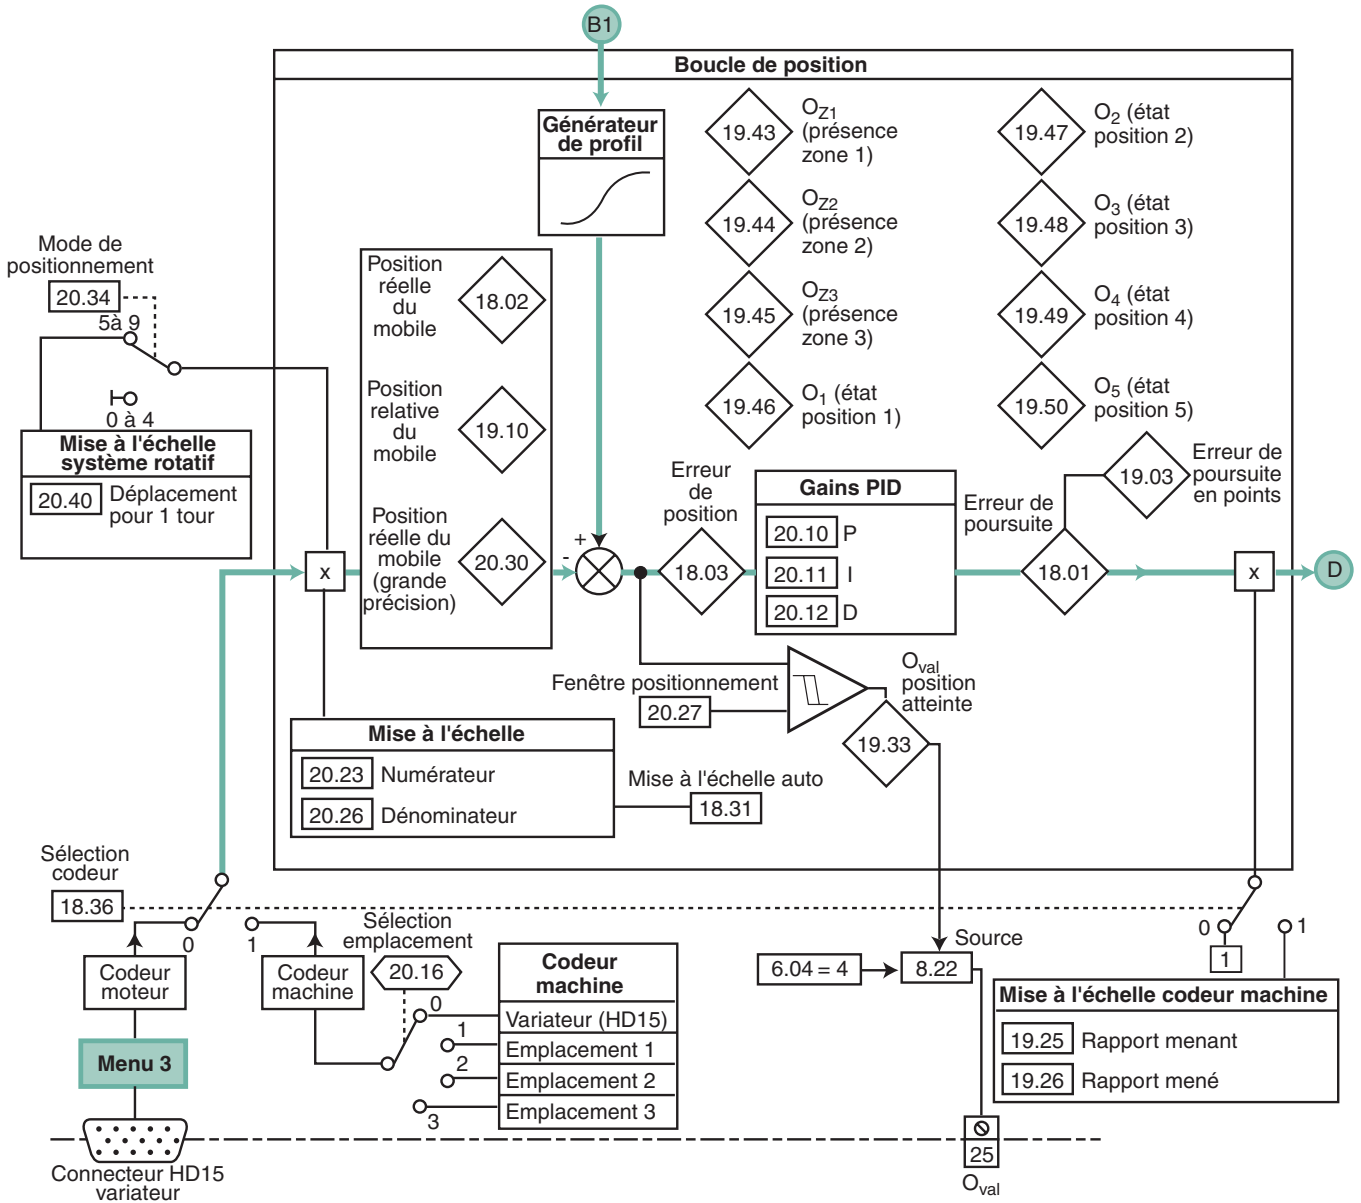 B1
Boucle de position
Générateur
de profil
19.43
OZ1
(présence
zone 1)
19.47
O2 (état
position 2)
19.44
OZ2
(présence
zone 2)
19.48
O3 (état
position 3)
19.45
OZ3
(présence
zone 3)
19.49
O4 (état
position 4)
19.46
O1 (état
position 1)
19.50
O5 (état
position 5)
Mode de
positionnement
20.34
5à 9
0 à 4
Mise à l'échelle
système rotatif
20.40
Déplacement
pour 1 tour
Position
réelle
du
mobile
18.02
Position
relative
du
mobile
19.10
Position
réelle du
mobile
(grande
précision)
20.30
x
+
-
Erreur
de
position
18.03
Gains PID
20.10 P
20.11 I
20.12 D
Erreur de
poursuite
18.01
19.03
Erreur de
poursuite
en points
x
D
Fenêtre positionnement
20.27
Oval
position
atteinte
19.33
Mise à l'échelle
20.23 Numérateur
20.26 Dénominateur
Mise à l'échelle auto
18.31
Sélection
codeur
18.36
0
1
Codeur
moteur
Codeur
machine
Menu 3
Connecteur HD15
variateur
Sélection
emplacement
20.16
0
1
2
3
Codeur
machine
Variateur (HD15)
Emplacement 1
Emplacement 2
Emplacement 3
6.04 = 4
8.22
Source
25
Oval
0
1
1
Mise à l'échelle codeur machine
19.25 Rapport menant
19.26 Rapport mené